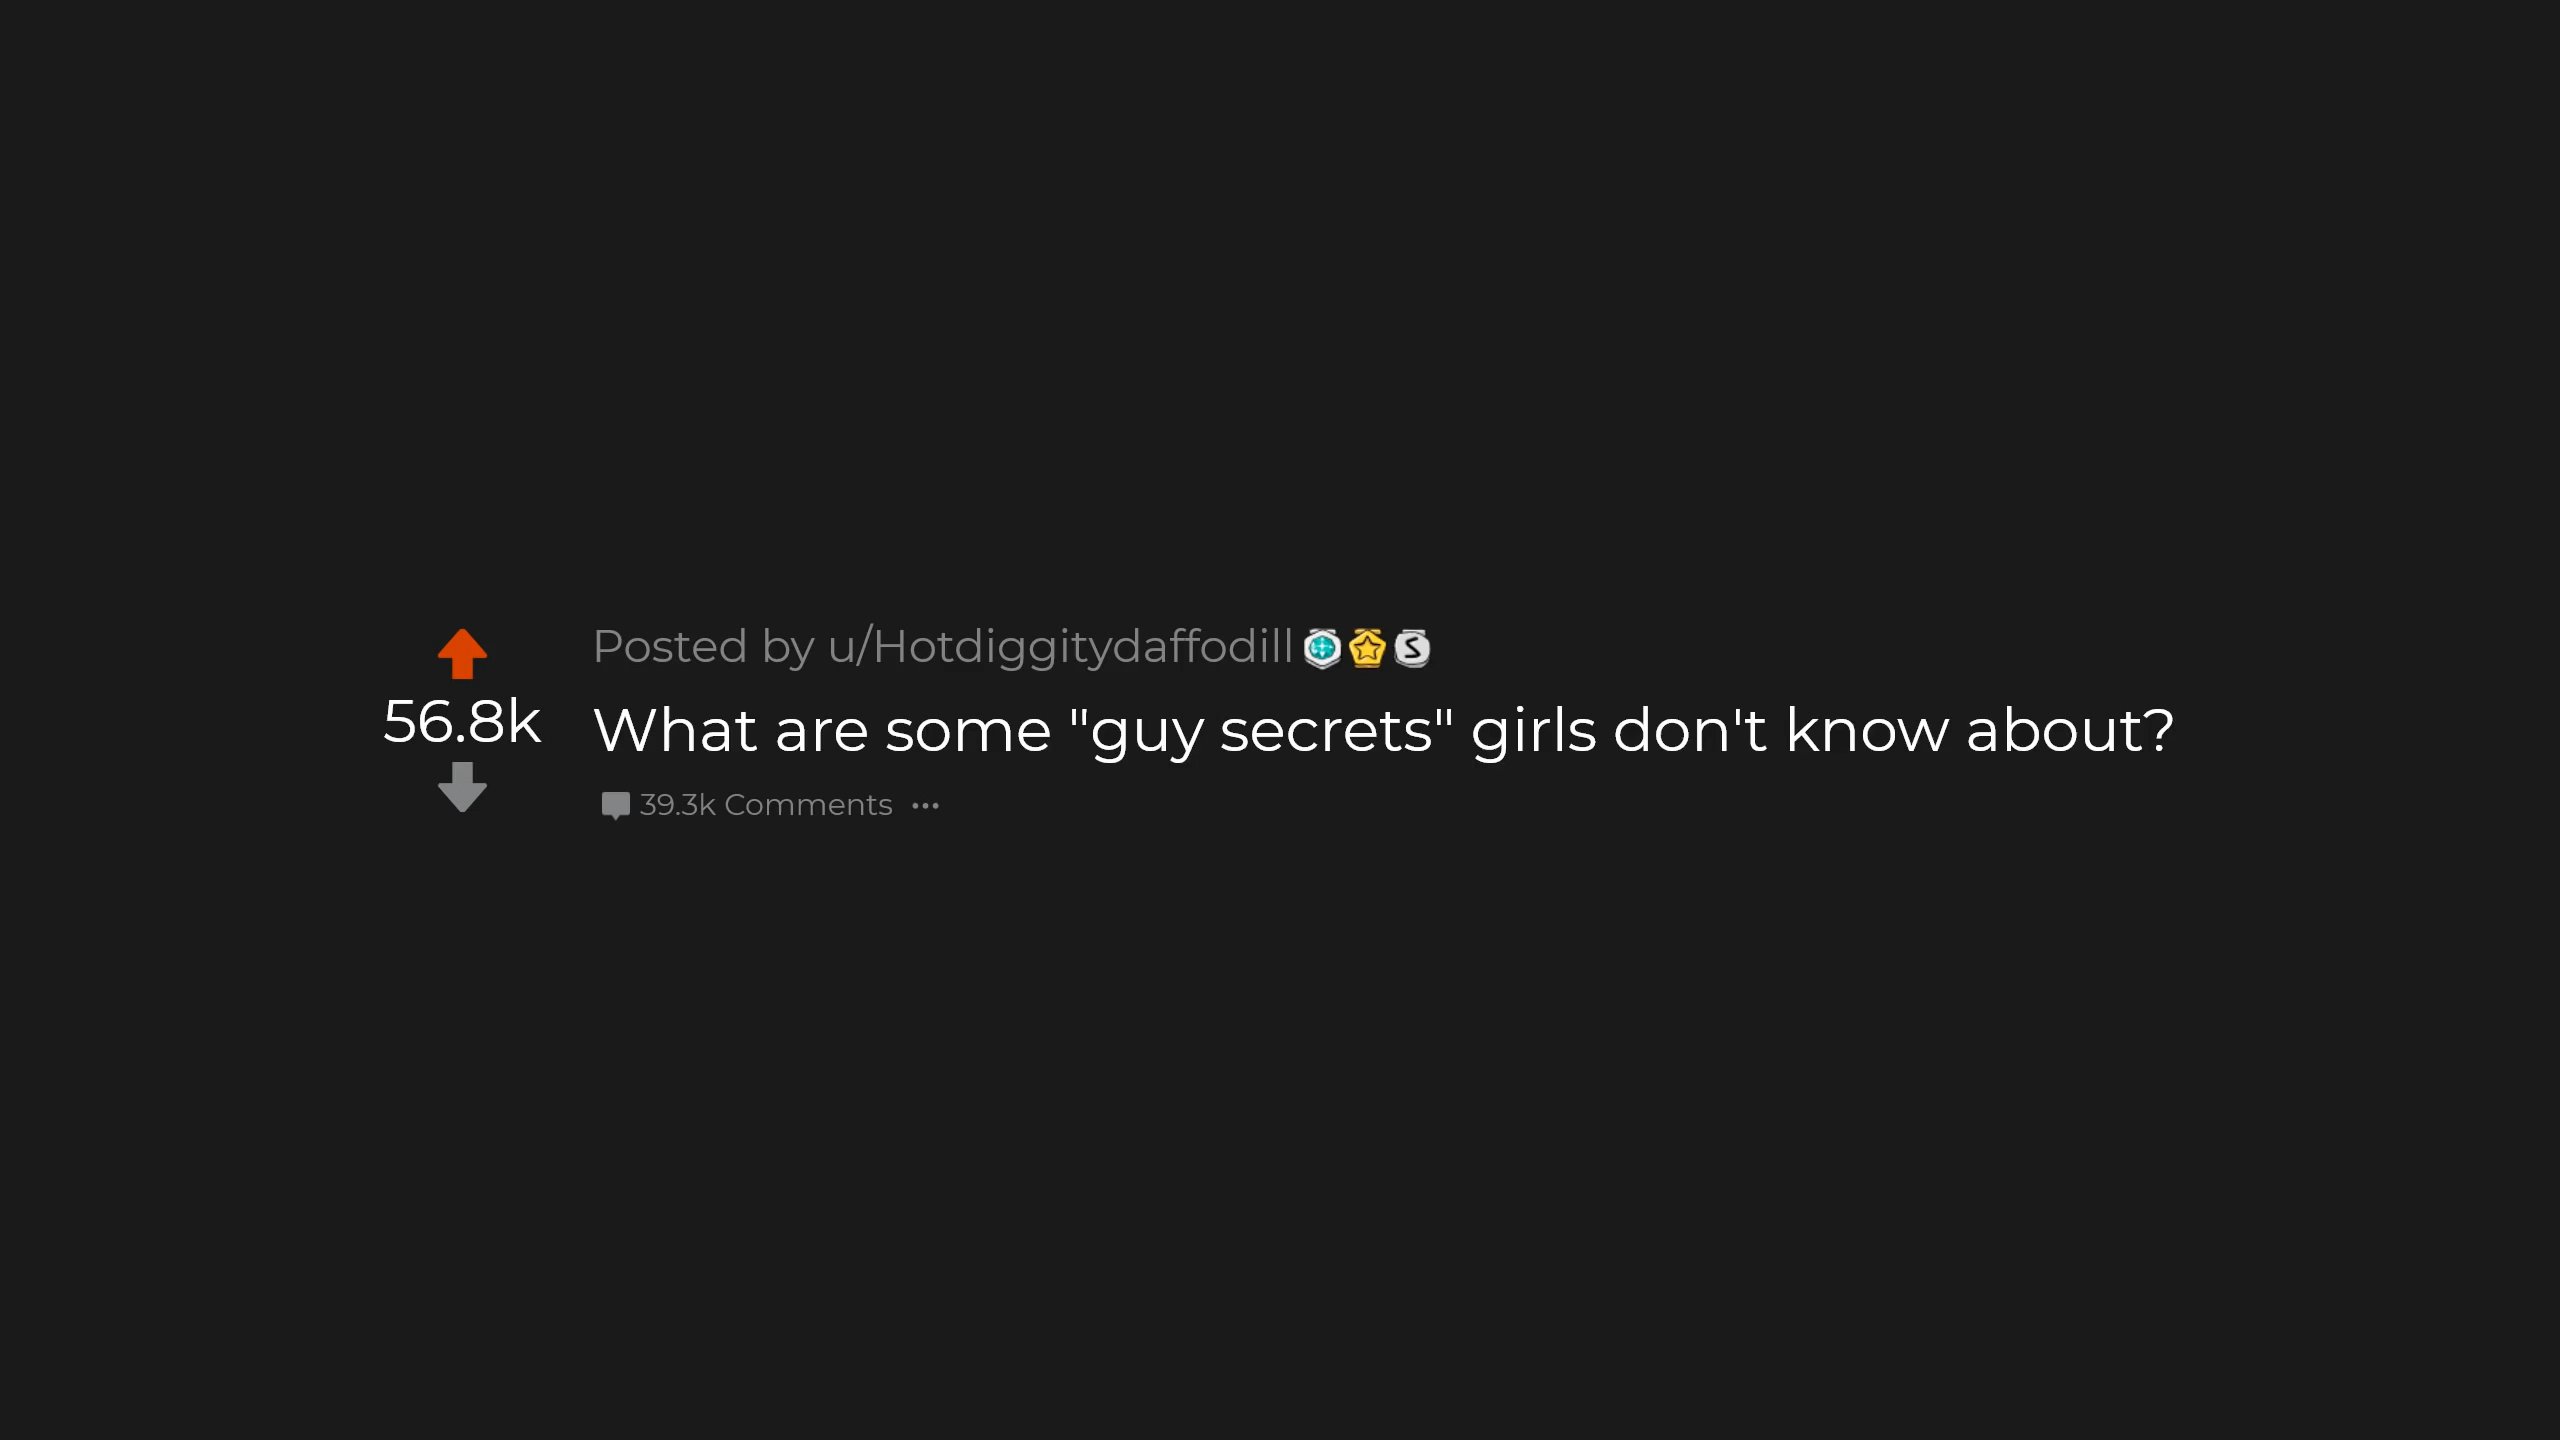 Posted by u/Hotdiggitydaffodill
56.8k
What are some "guy secrets" girls don't know about?
39.3k Comments